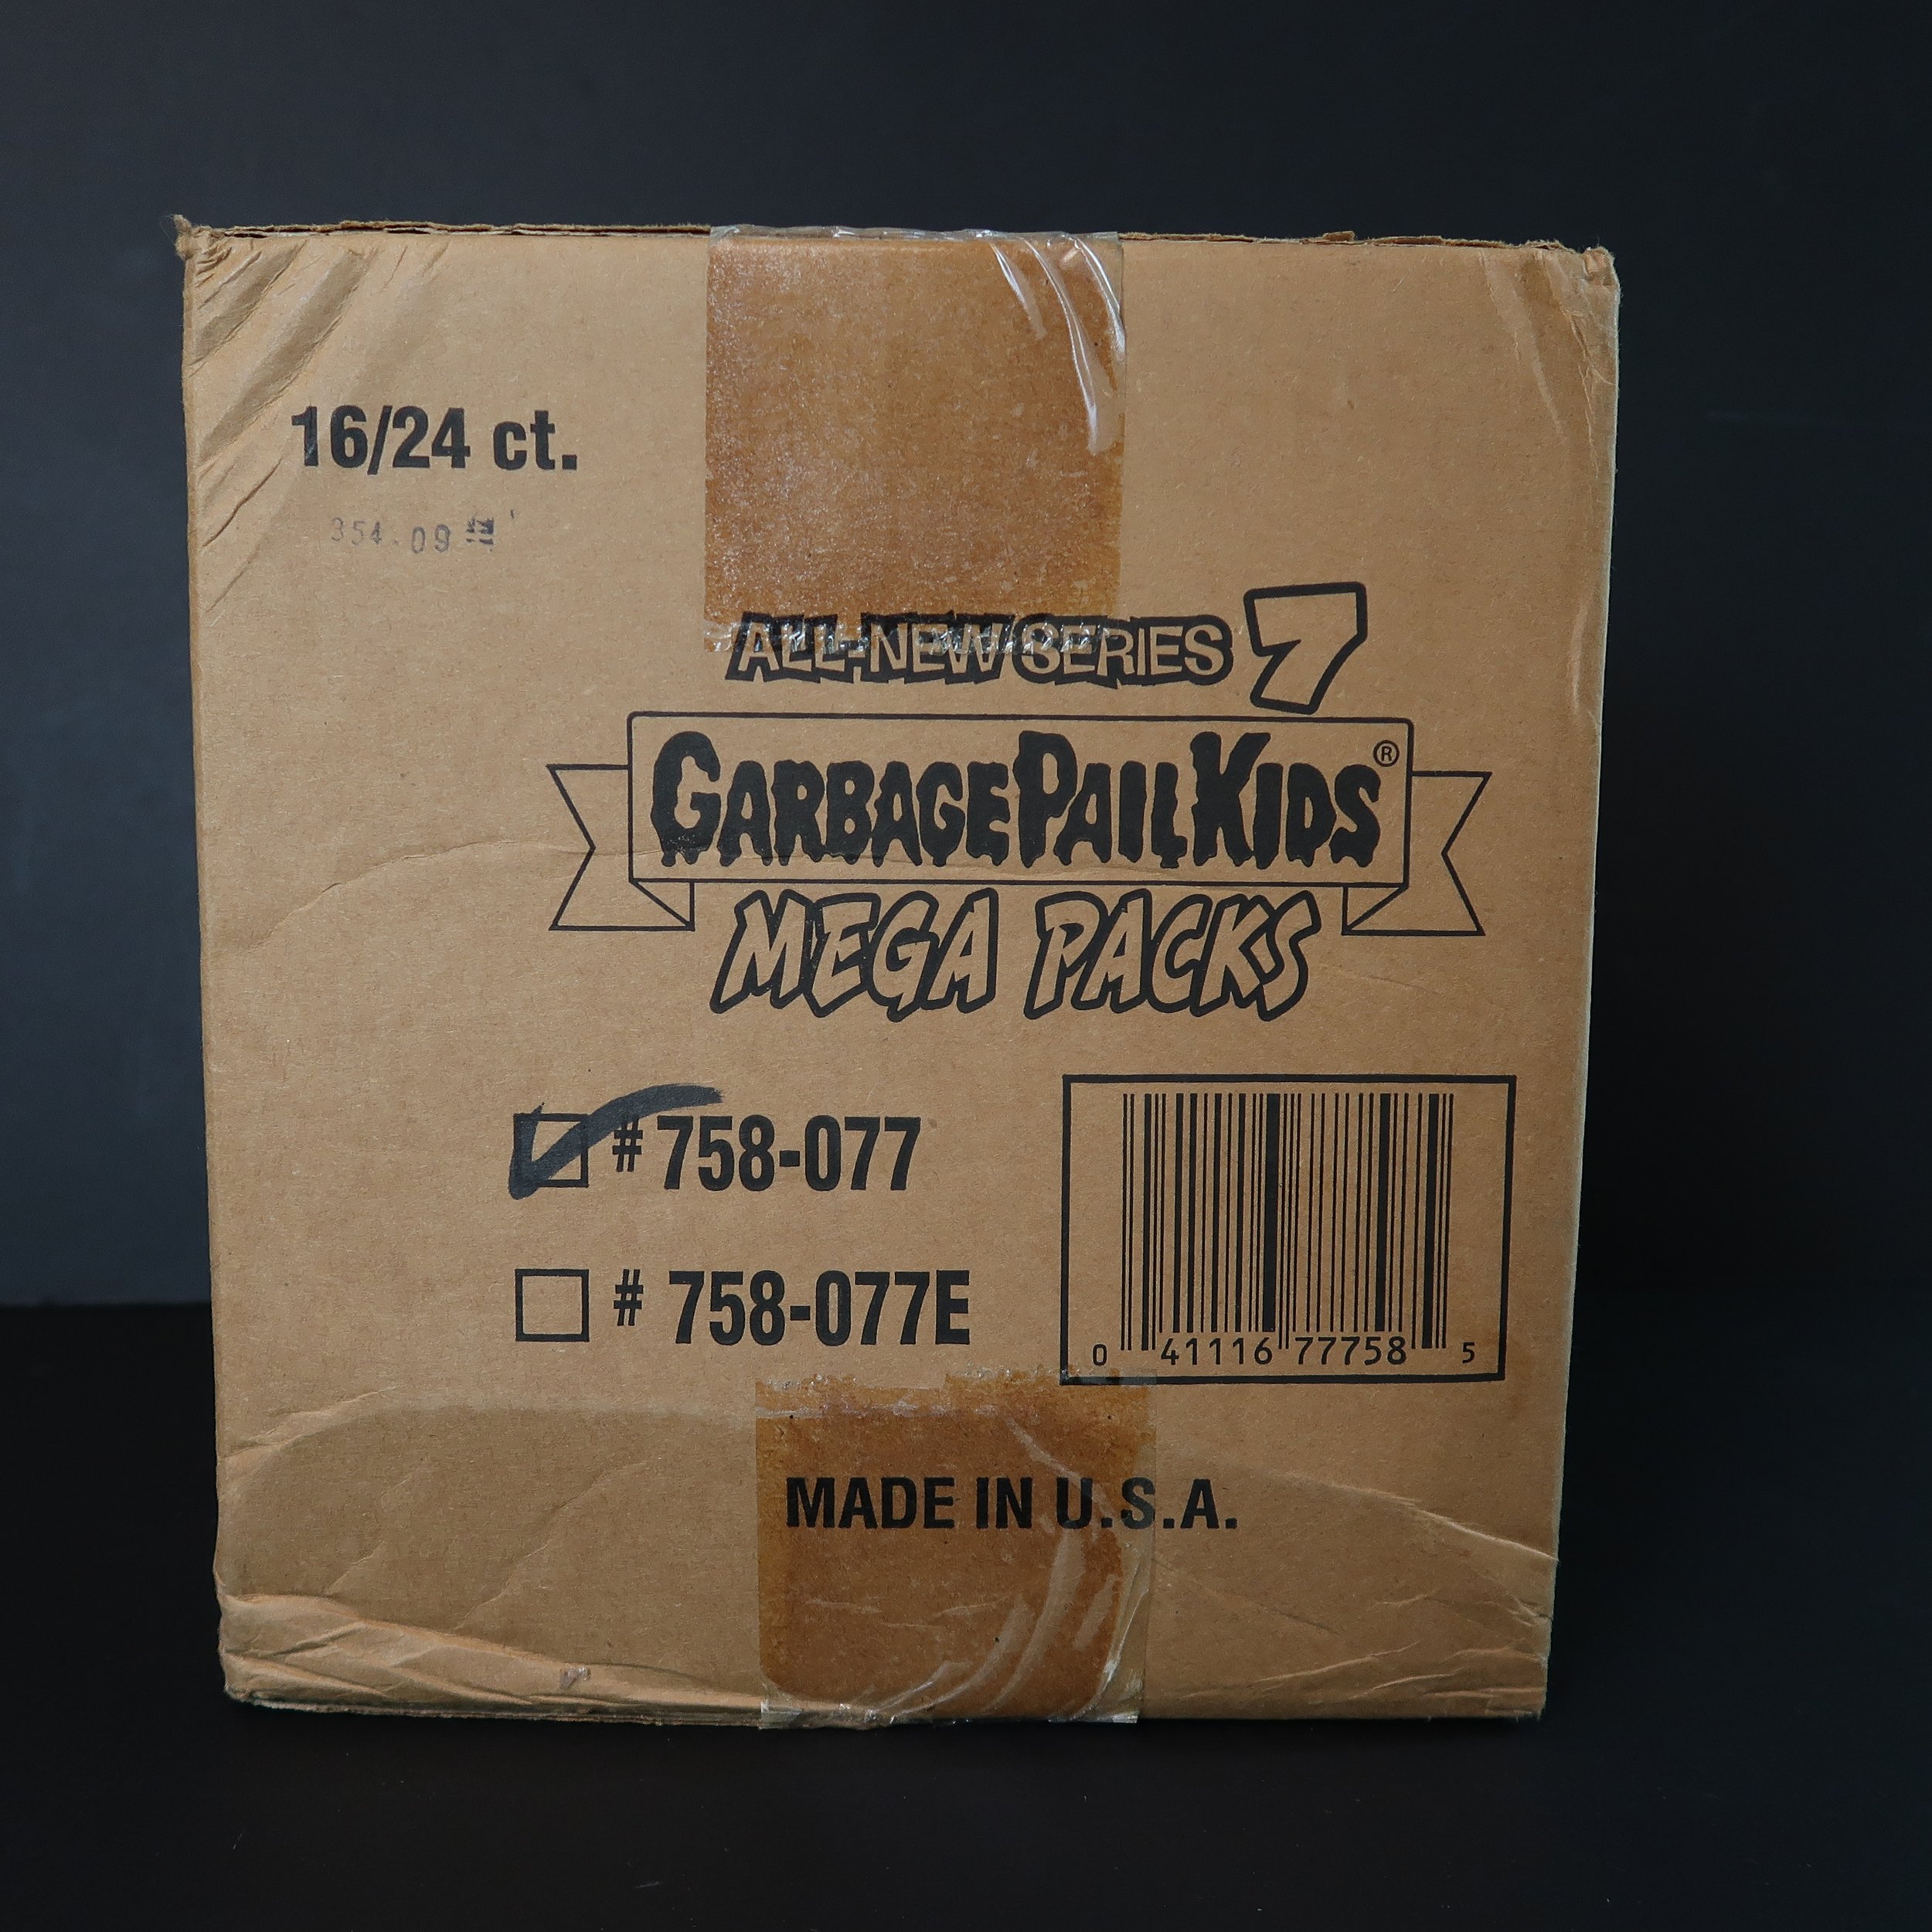 16/24 ct.
354.09
ALL-NEW SERIES 7
GARBAGE PAIL KIDS®
MEGA PACKS
# 758-077
# 758-077E
0 41116 77758 5
MADE IN U.S.A.